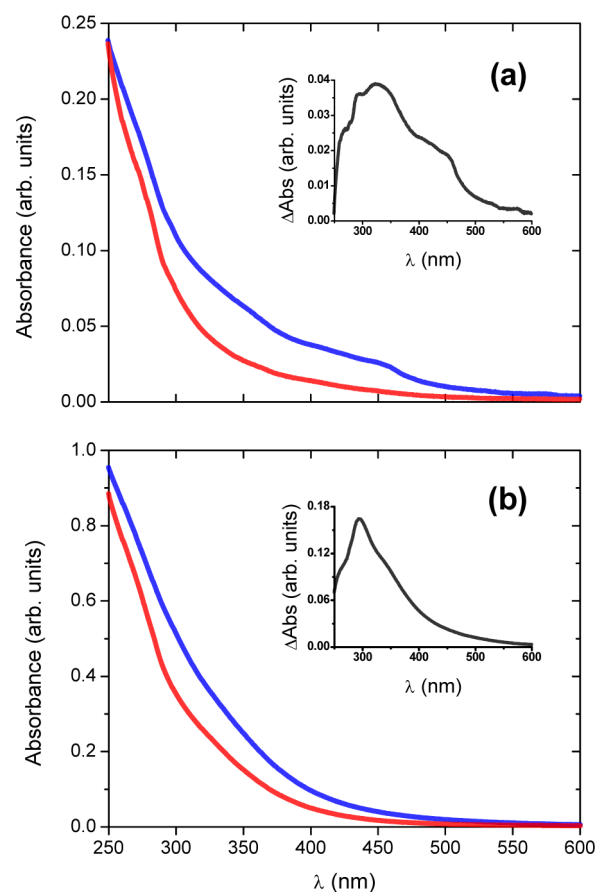 0.25
0.20
0.15
0.10
0.05
0.00
Absorbance (arb. units)
(a)
0.04
0.03
0.02
0.01
0.00
ΔAbs (arb. units)
300 400 500 600
λ (nm)
1.0
0.8
0.6
0.4
0.2
0.0
Absorbance (arb. units)
(b)
0.18
0.12
0.06
0.00
ΔAbs (arb. units)
300 400 500 600
λ (nm)
250 300 350 400 450 500 550 600
λ (nm)